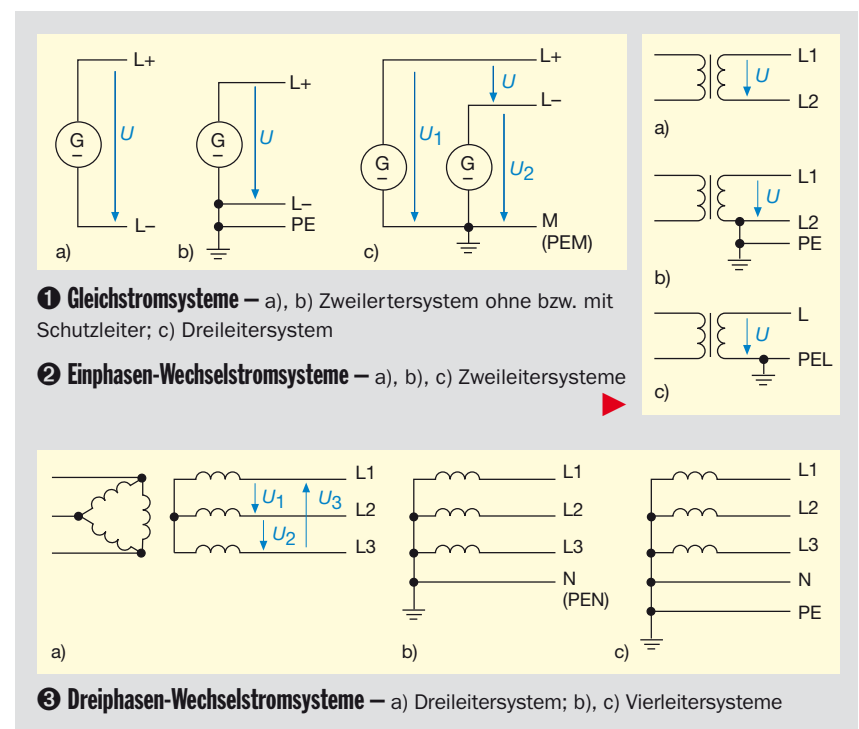 L+
G
U
L–
a)
L+
G
U
L–
PE
b)
L+
U
L–
U1
U2
G
G
M
(PEM)
c)
L1
U
L2
a)
L1
U
L2
PE
b)
L
U
PEL
c)
❶ Gleichstromsysteme – a), b) Zweilertersystem ohne bzw. mit
Schutzleiter; c) Dreileitersystem
❷ Einphasen-Wechselstromsysteme – a), b), c) Zweileitersysteme
L1
U1
U3
L2
U2
L3
a)
L1
L2
L3
N
(PEN)
b)
L1
L2
L3
N
PE
c)
❸ Dreiphasen-Wechselstromsysteme – a) Dreileitersystem; b), c) Vierleitersysteme